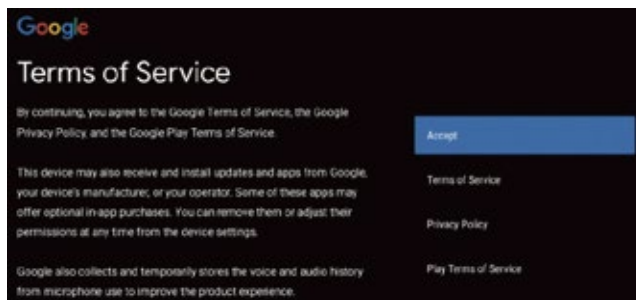 Google
Terms of Service
By continuing, you agree to the Google Terms of Service, the Google
Privacy Policy, and the Google Play Terms of Service.
This device may also receive and install updates and apps from Google,
your device's manufacturer, or your operator. Some of these apps may
offer optional in-app purchases. You can remove them or adjust their
permissions at any time from the device settings.
Google also collects and temporarily stores the voice and audio history
from microphone use to improve the product experience.
Accept
Terms of Service
Privacy Policy
Play Terms of Service